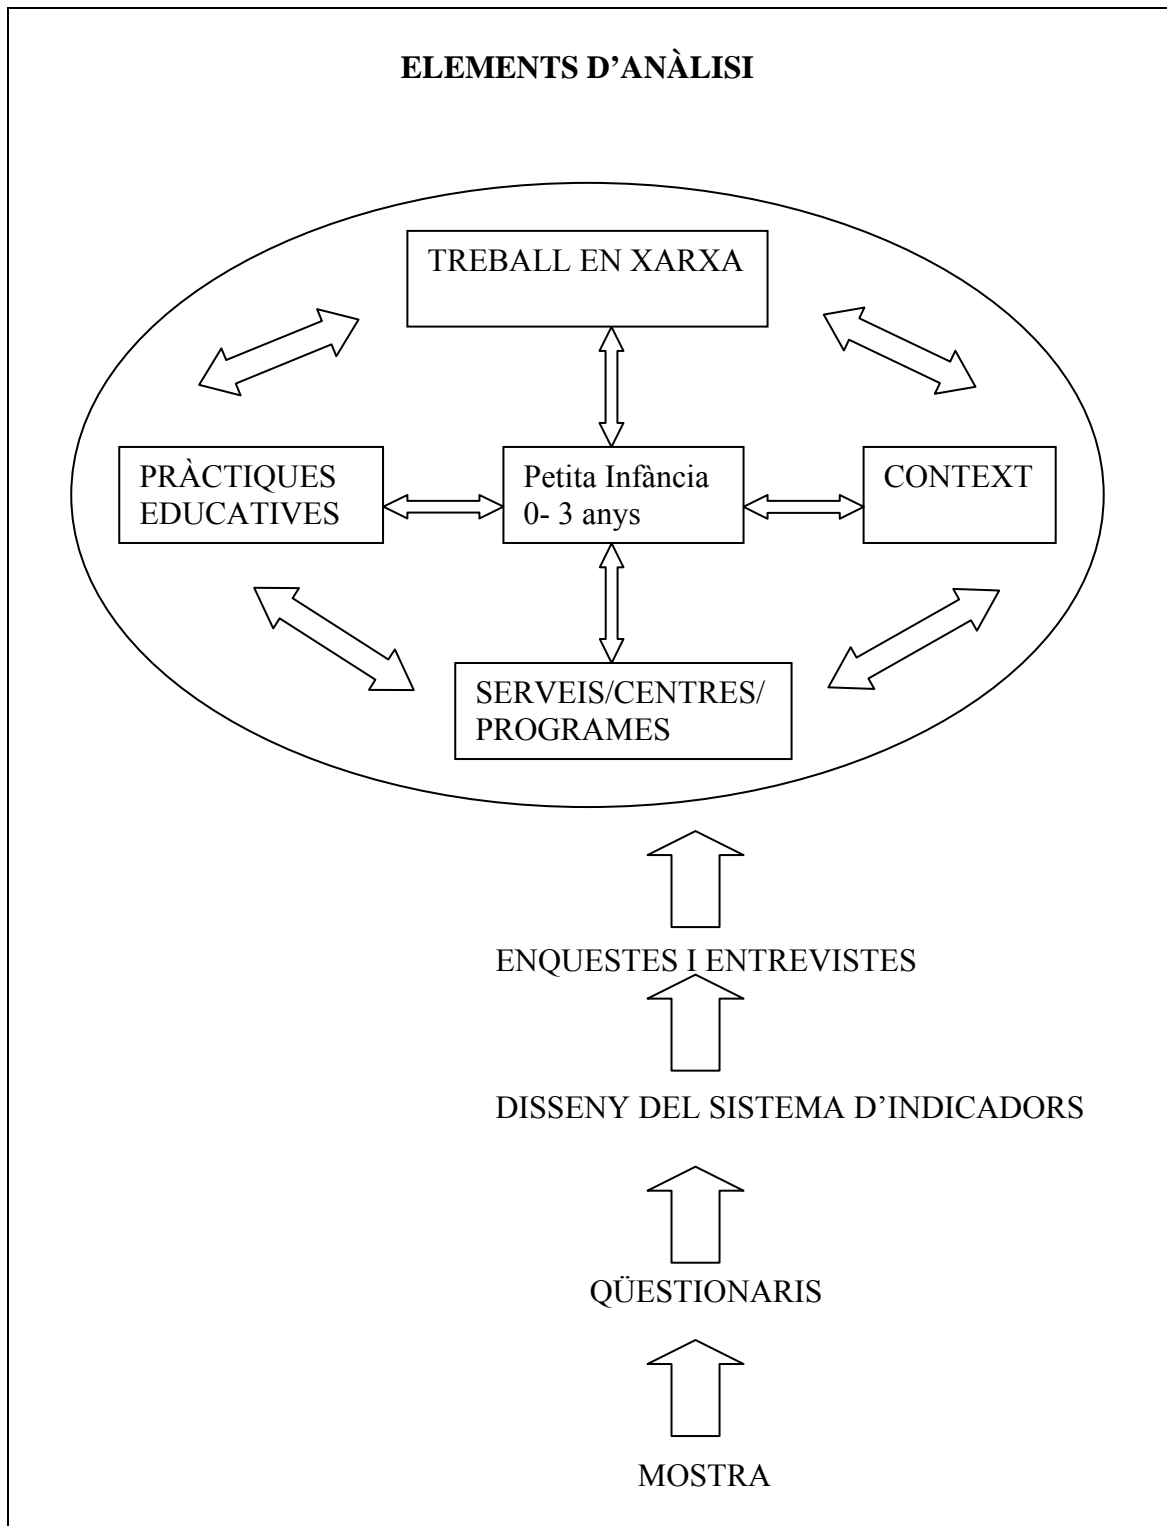 ELEMENTS D’ANÀLISI
TREBALL EN XARXA
PRÀCTIQUES
EDUCATIVES
Petita Infància
0- 3 anys
CONTEXT
SERVEIS/CENTRES/
PROGRAMES
ENQUESTES I ENTREVISTES
DISSENY DEL SISTEMA D’INDICADORS
QÜESTIONARIS
MOSTRA